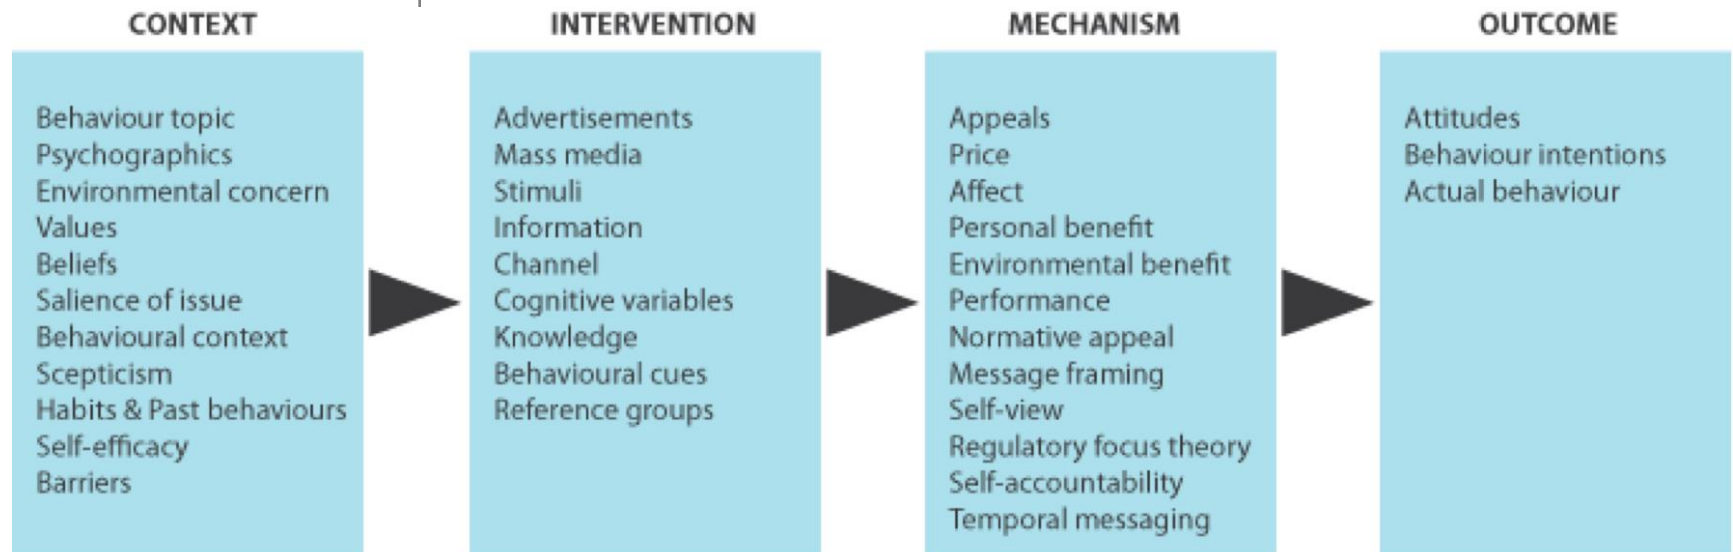 CONTEXT
Behaviour topic
Psychographics
Environmental concern
Values
Beliefs
Salience of issue
Behavioural context
Scepticism
Habits & Past behaviours
Self-efficacy
Barriers
INTERVENTION
Advertisements
Mass media
Stimuli
Information
Channel
Cognitive variables
Knowledge
Behavioural cues
Reference groups
MECHANISM
Appeals
Price
Affect
Personal benefit
Environmental benefit
Performance
Normative appeal
Message framing
Self-view
Regulatory focus theory
Self-accountability
Temporal messaging
OUTCOME
Attitudes
Behaviour intentions
Actual behaviour